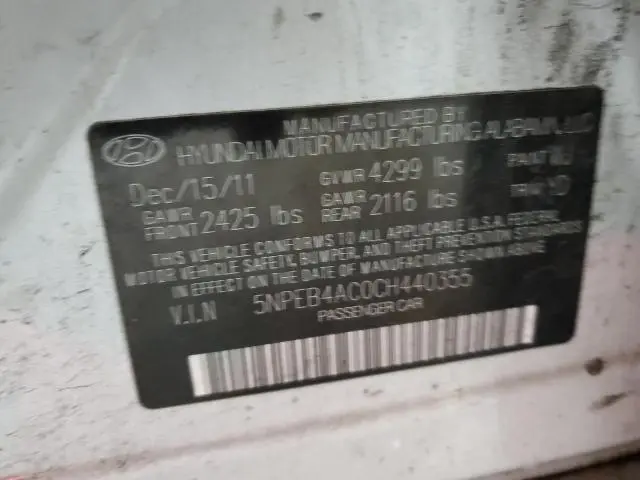 MANUFACTURED BY
HYUNDAI MOTOR MANUFACTURING ALABAMA, LLC
Dec/15/11 GVWR 4299 lbs PAINT
GAWR FRONT 2425 lbs GAWR REAR 2116 lbs TRIM
THIS VEHICLE CONFORMS TO ALL APPLICABLE U.S.A. FEDERAL
MOTOR VEHICLE SAFETY, BUMPER, AND THEFT PREVENTION STANDARDS
IN EFFECT ON THE DATE OF MANUFACTURE SHOWN ABOVE.
V.I.N 5NPEB4AC0CH440355
PASSENGER CAR